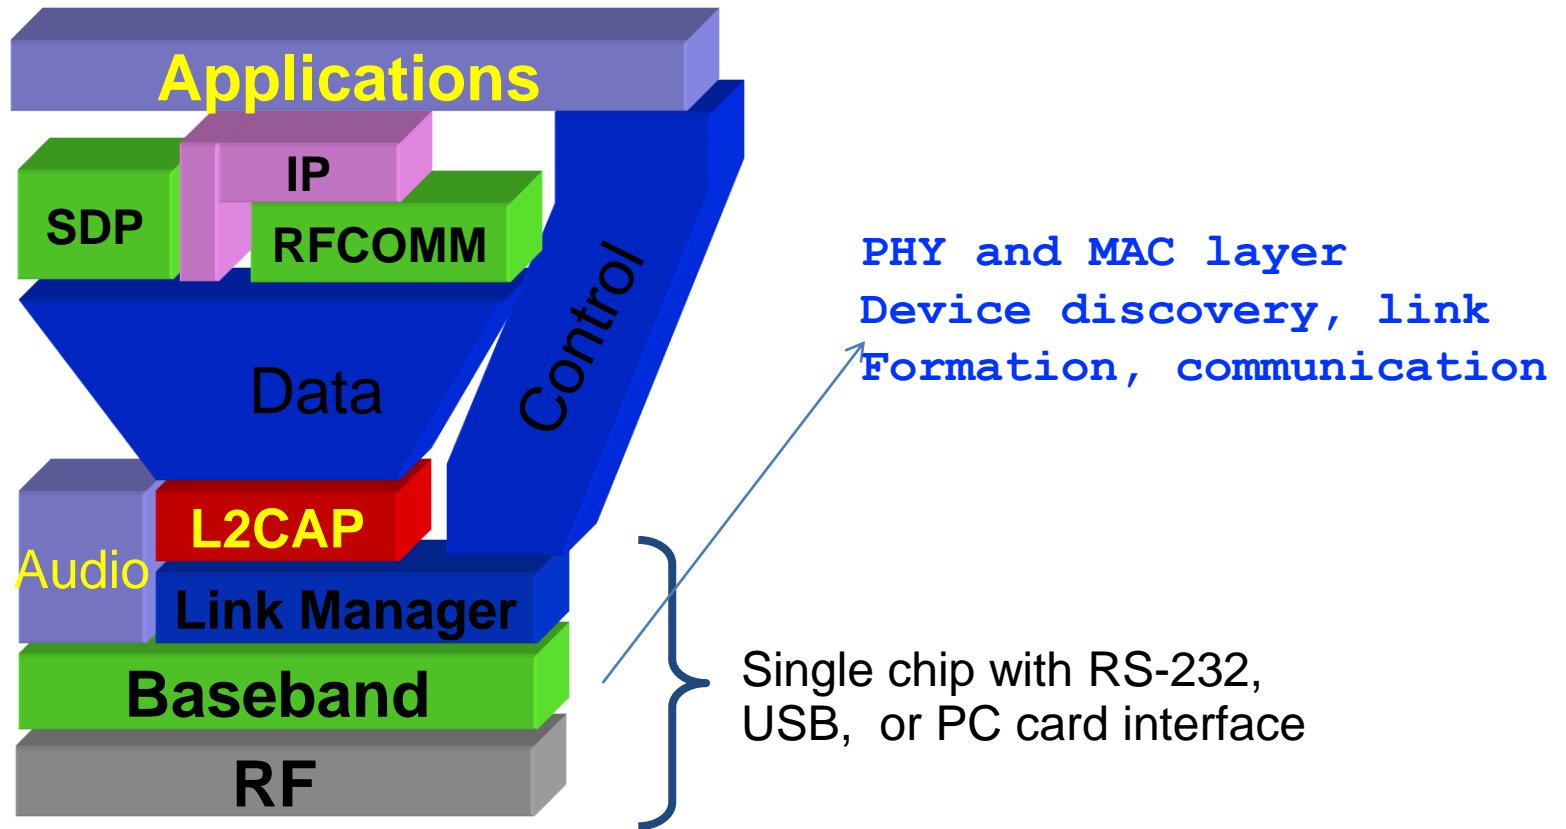 Applications
IP
SDP
RFCOMM
Control
Data
PHY and MAC layer
Device discovery, link
Formation, communication
L2CAP
Audio
Link Manager
Baseband
RF
Single chip with RS-232,
USB, or PC card interface